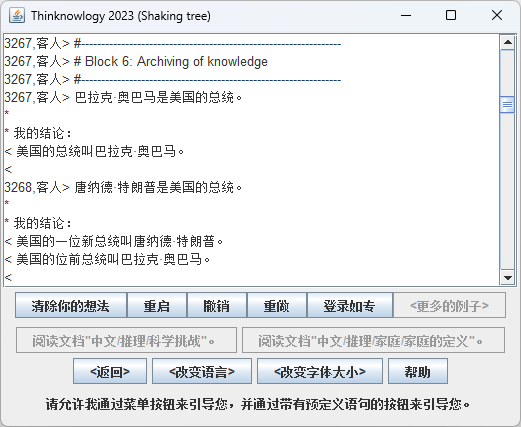 Thinknowlogy 2023 (Shaking tree)
3267,客人> #----------------------------------------------------------------
3267,客人> # Block 6: Archiving of knowledge
3267,客人> #----------------------------------------------------------------
3267,客人> 巴拉克·奥巴马是美国的总统。
*
* 我的结论：
< 美国的总统叫巴拉克·奥巴马。
<
3268,客人> 唐纳德·特朗普是美国的总统。
*
* 我的结论：
< 美国的一位新总统叫唐纳德·特朗普。
< 美国的位前总统叫巴拉克·奥巴马。
<
清除你的想法 重启 撤销 重做 登录如专 <更多的例子>
阅读文档"中文/推理/科学挑战"。 阅读文档"中文/推理/家庭/家庭的定义"。
<返回> <改变语言> <改变字体大小> 帮助
请允许我通过菜单按钮来引导您，并通过带有预定义语句的按钮来引导您。